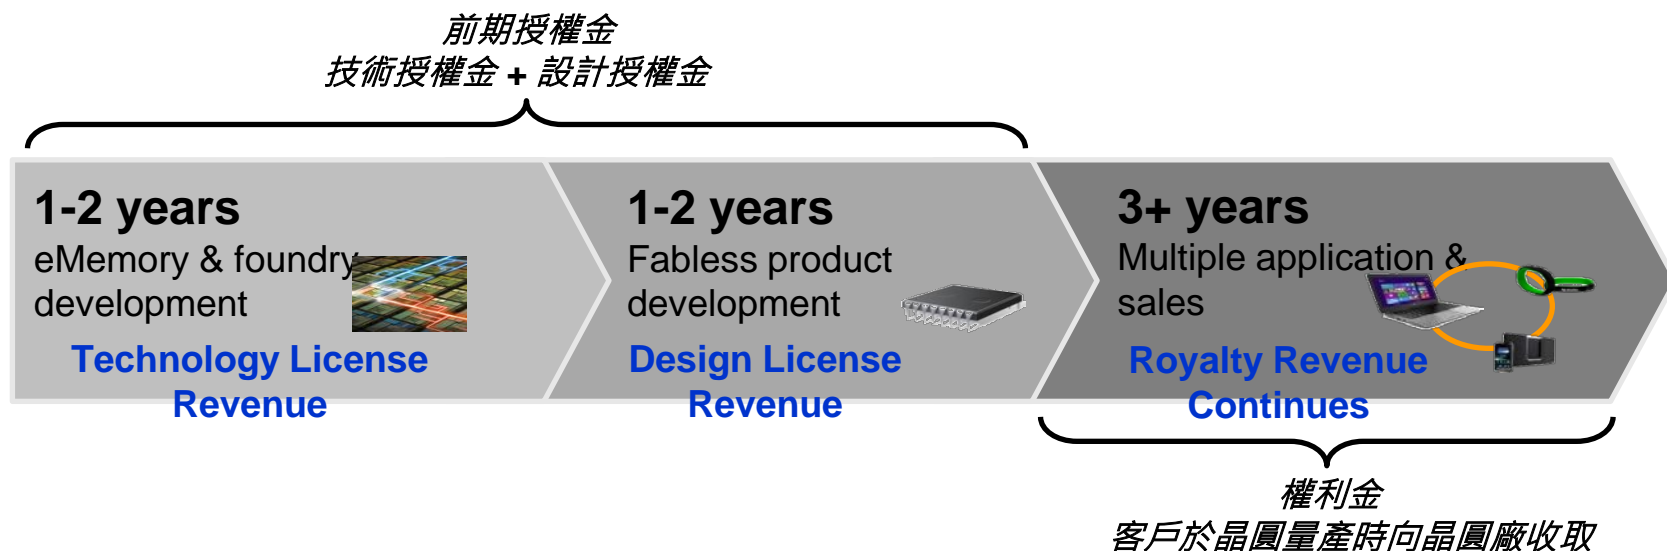 前期授權金
技術授權金 + 設計授權金
1-2 years
eMemory & foundry
development
Technology License
Revenue
1-2 years
Fabless product
development
Design License
Revenue
3+ years
Multiple application &
sales
Royalty Revenue
Continues
權利金
客戶於晶圓量產時向晶圓廠收取